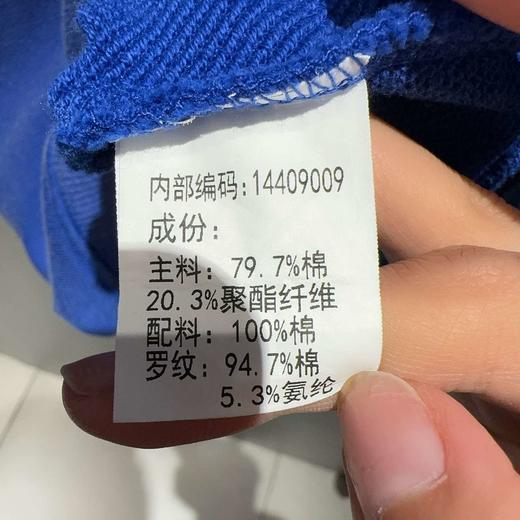 内部编码:14409009
成份:
主料: 79.7%棉
20.3%聚酯纤维
配料: 100%棉
罗纹: 94.7%棉
5.3%氨纶